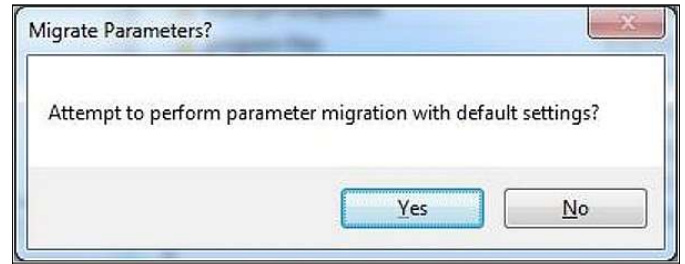 Migrate Parameters?
Attempt to perform parameter migration with default settings?
Yes No